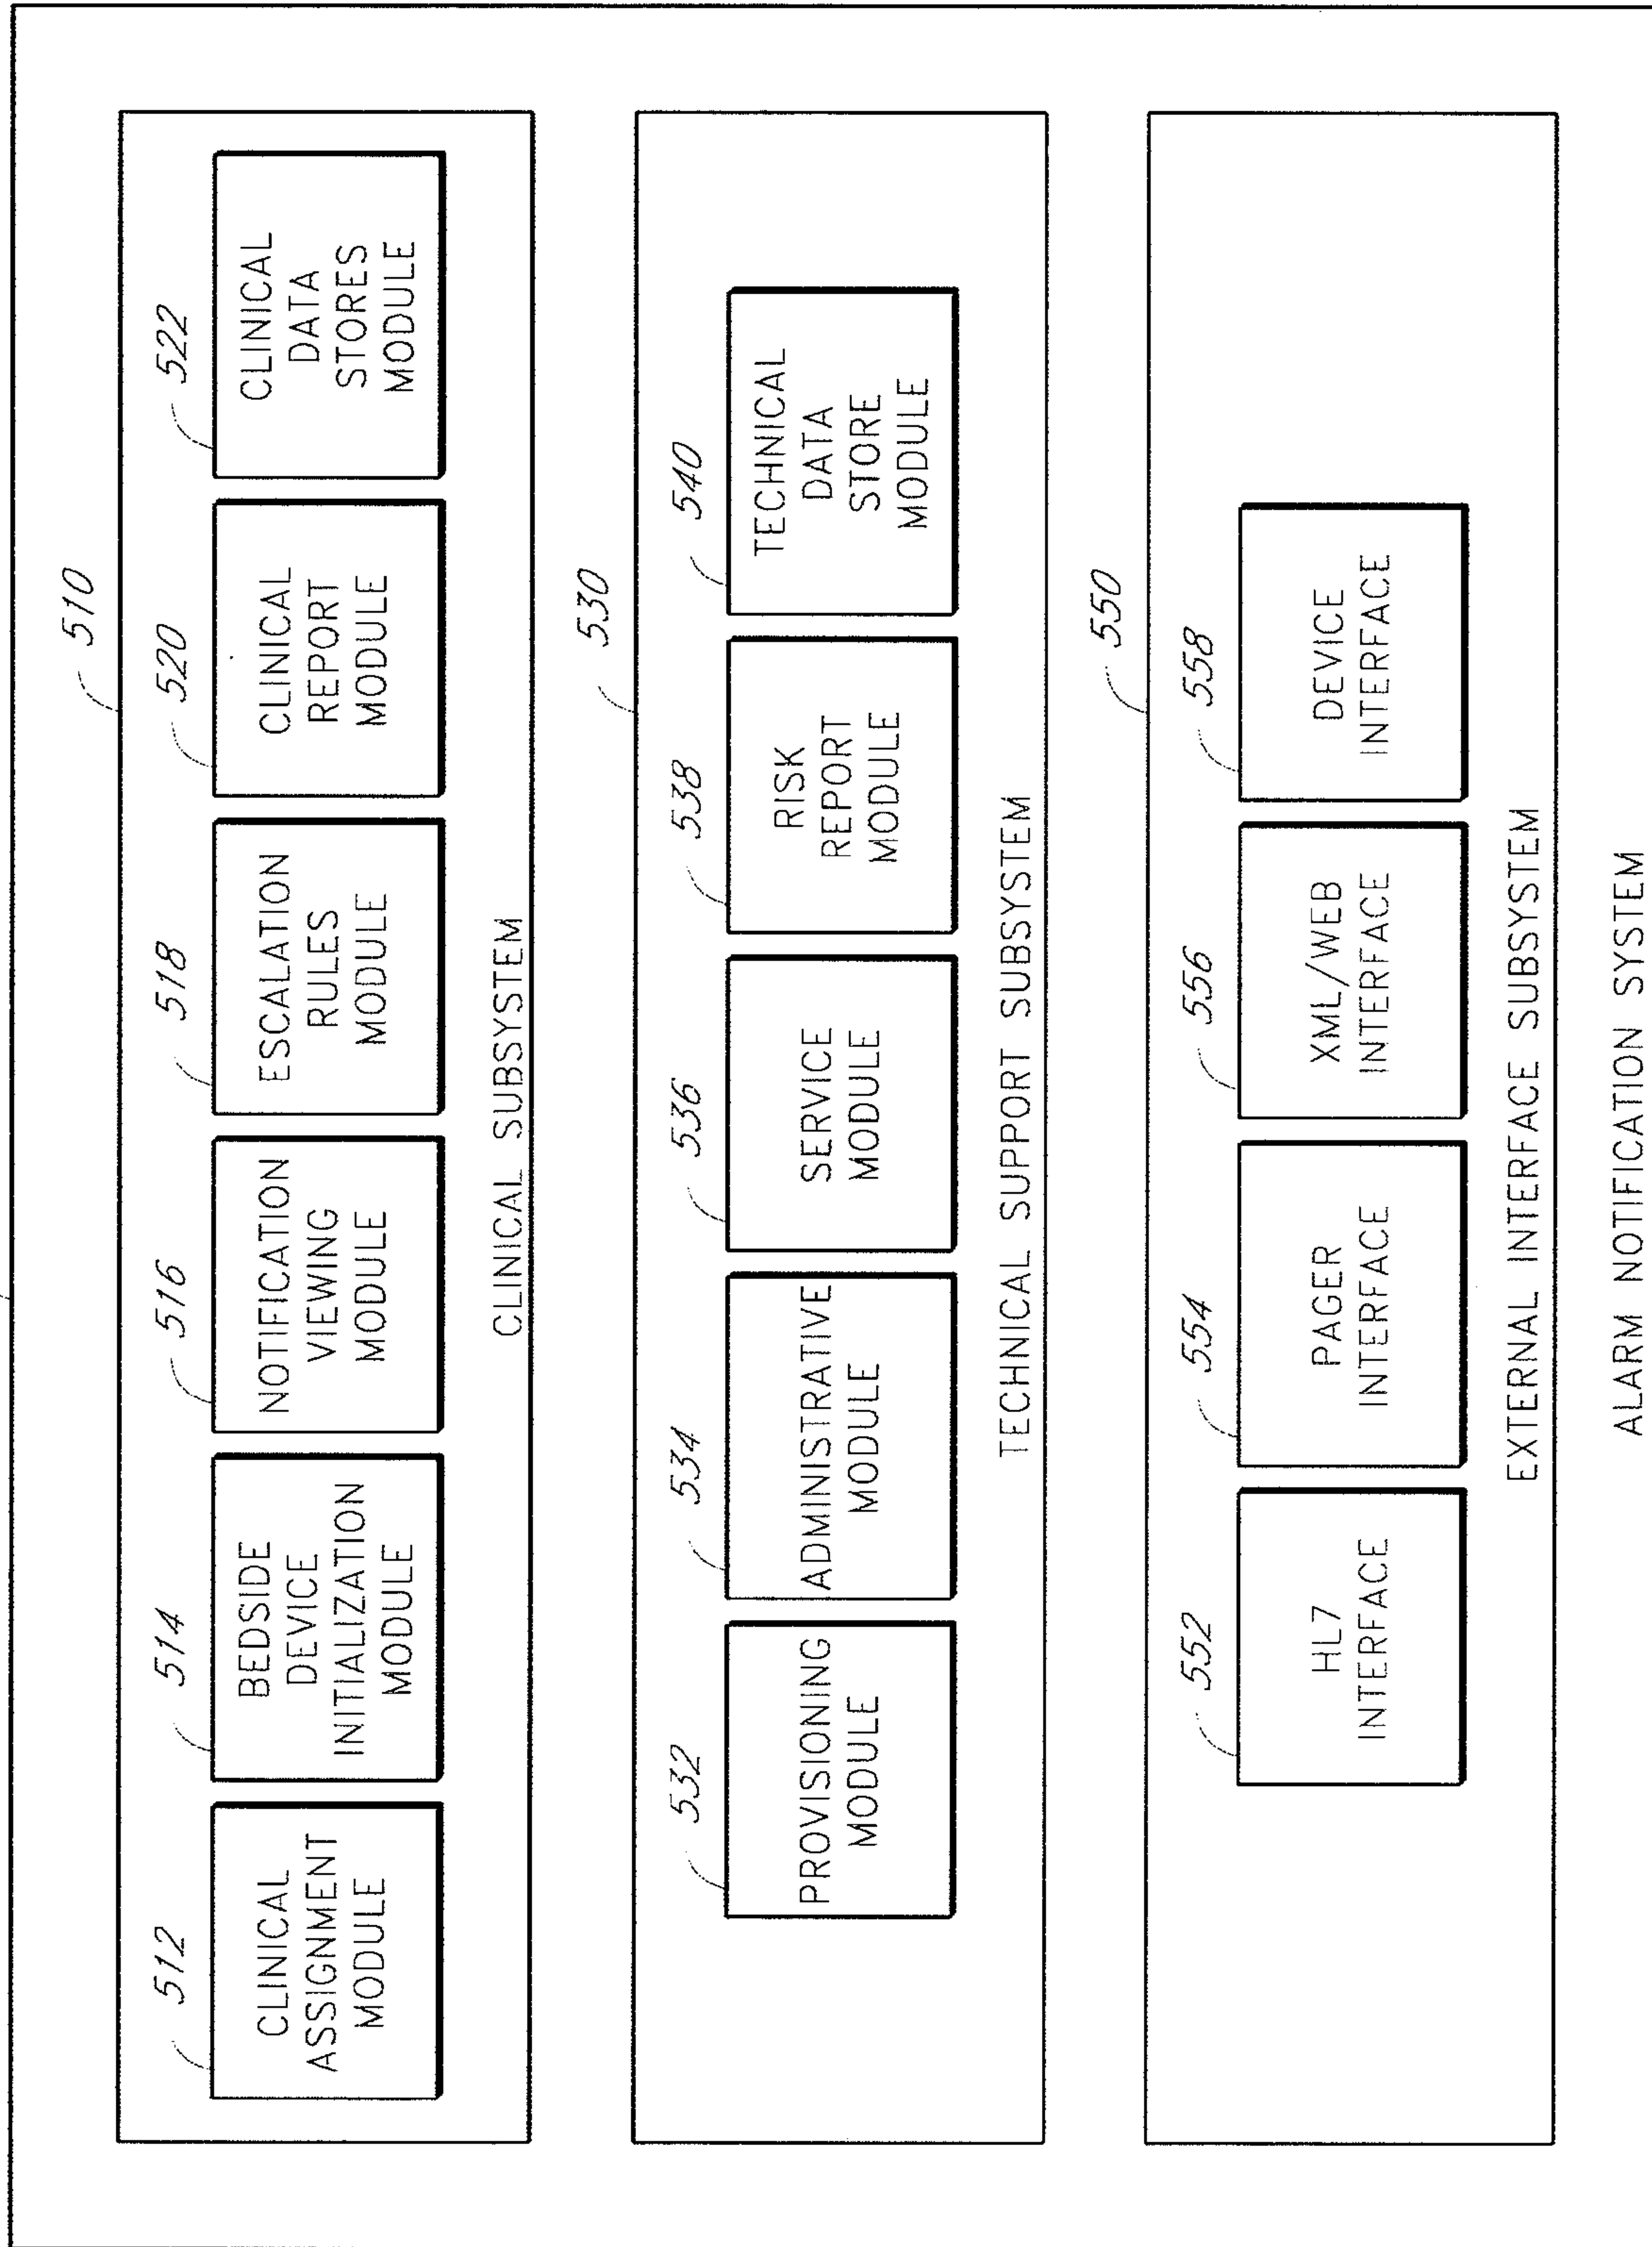 510
512
CLINICAL
ASSIGNMENT
MODULE
514
BEDSIDE
DEVICE
INITIALIZATION
MODULE
516
NOTIFICATION
VIEWING
MODULE
518
ESCALATION
RULES
MODULE
520
CLINICAL
REPORT
MODULE
522
CLINICAL
DATA
STORES
MODULE
CLINICAL SUBSYSTEM
530
532
PROVISIONING
MODULE
534
ADMINISTRATIVE
MODULE
536
SERVICE
MODULE
538
RISK
REPORT
MODULE
540
TECHNICAL
DATA
STORE
MODULE
TECHNICAL SUPPORT SUBSYSTEM
550
552
HL7
INTERFACE
554
PAGER
INTERFACE
556
XML/WEB
INTERFACE
558
DEVICE
INTERFACE
EXTERNAL INTERFACE SUBSYSTEM
ALARM NOTIFICATION SYSTEM